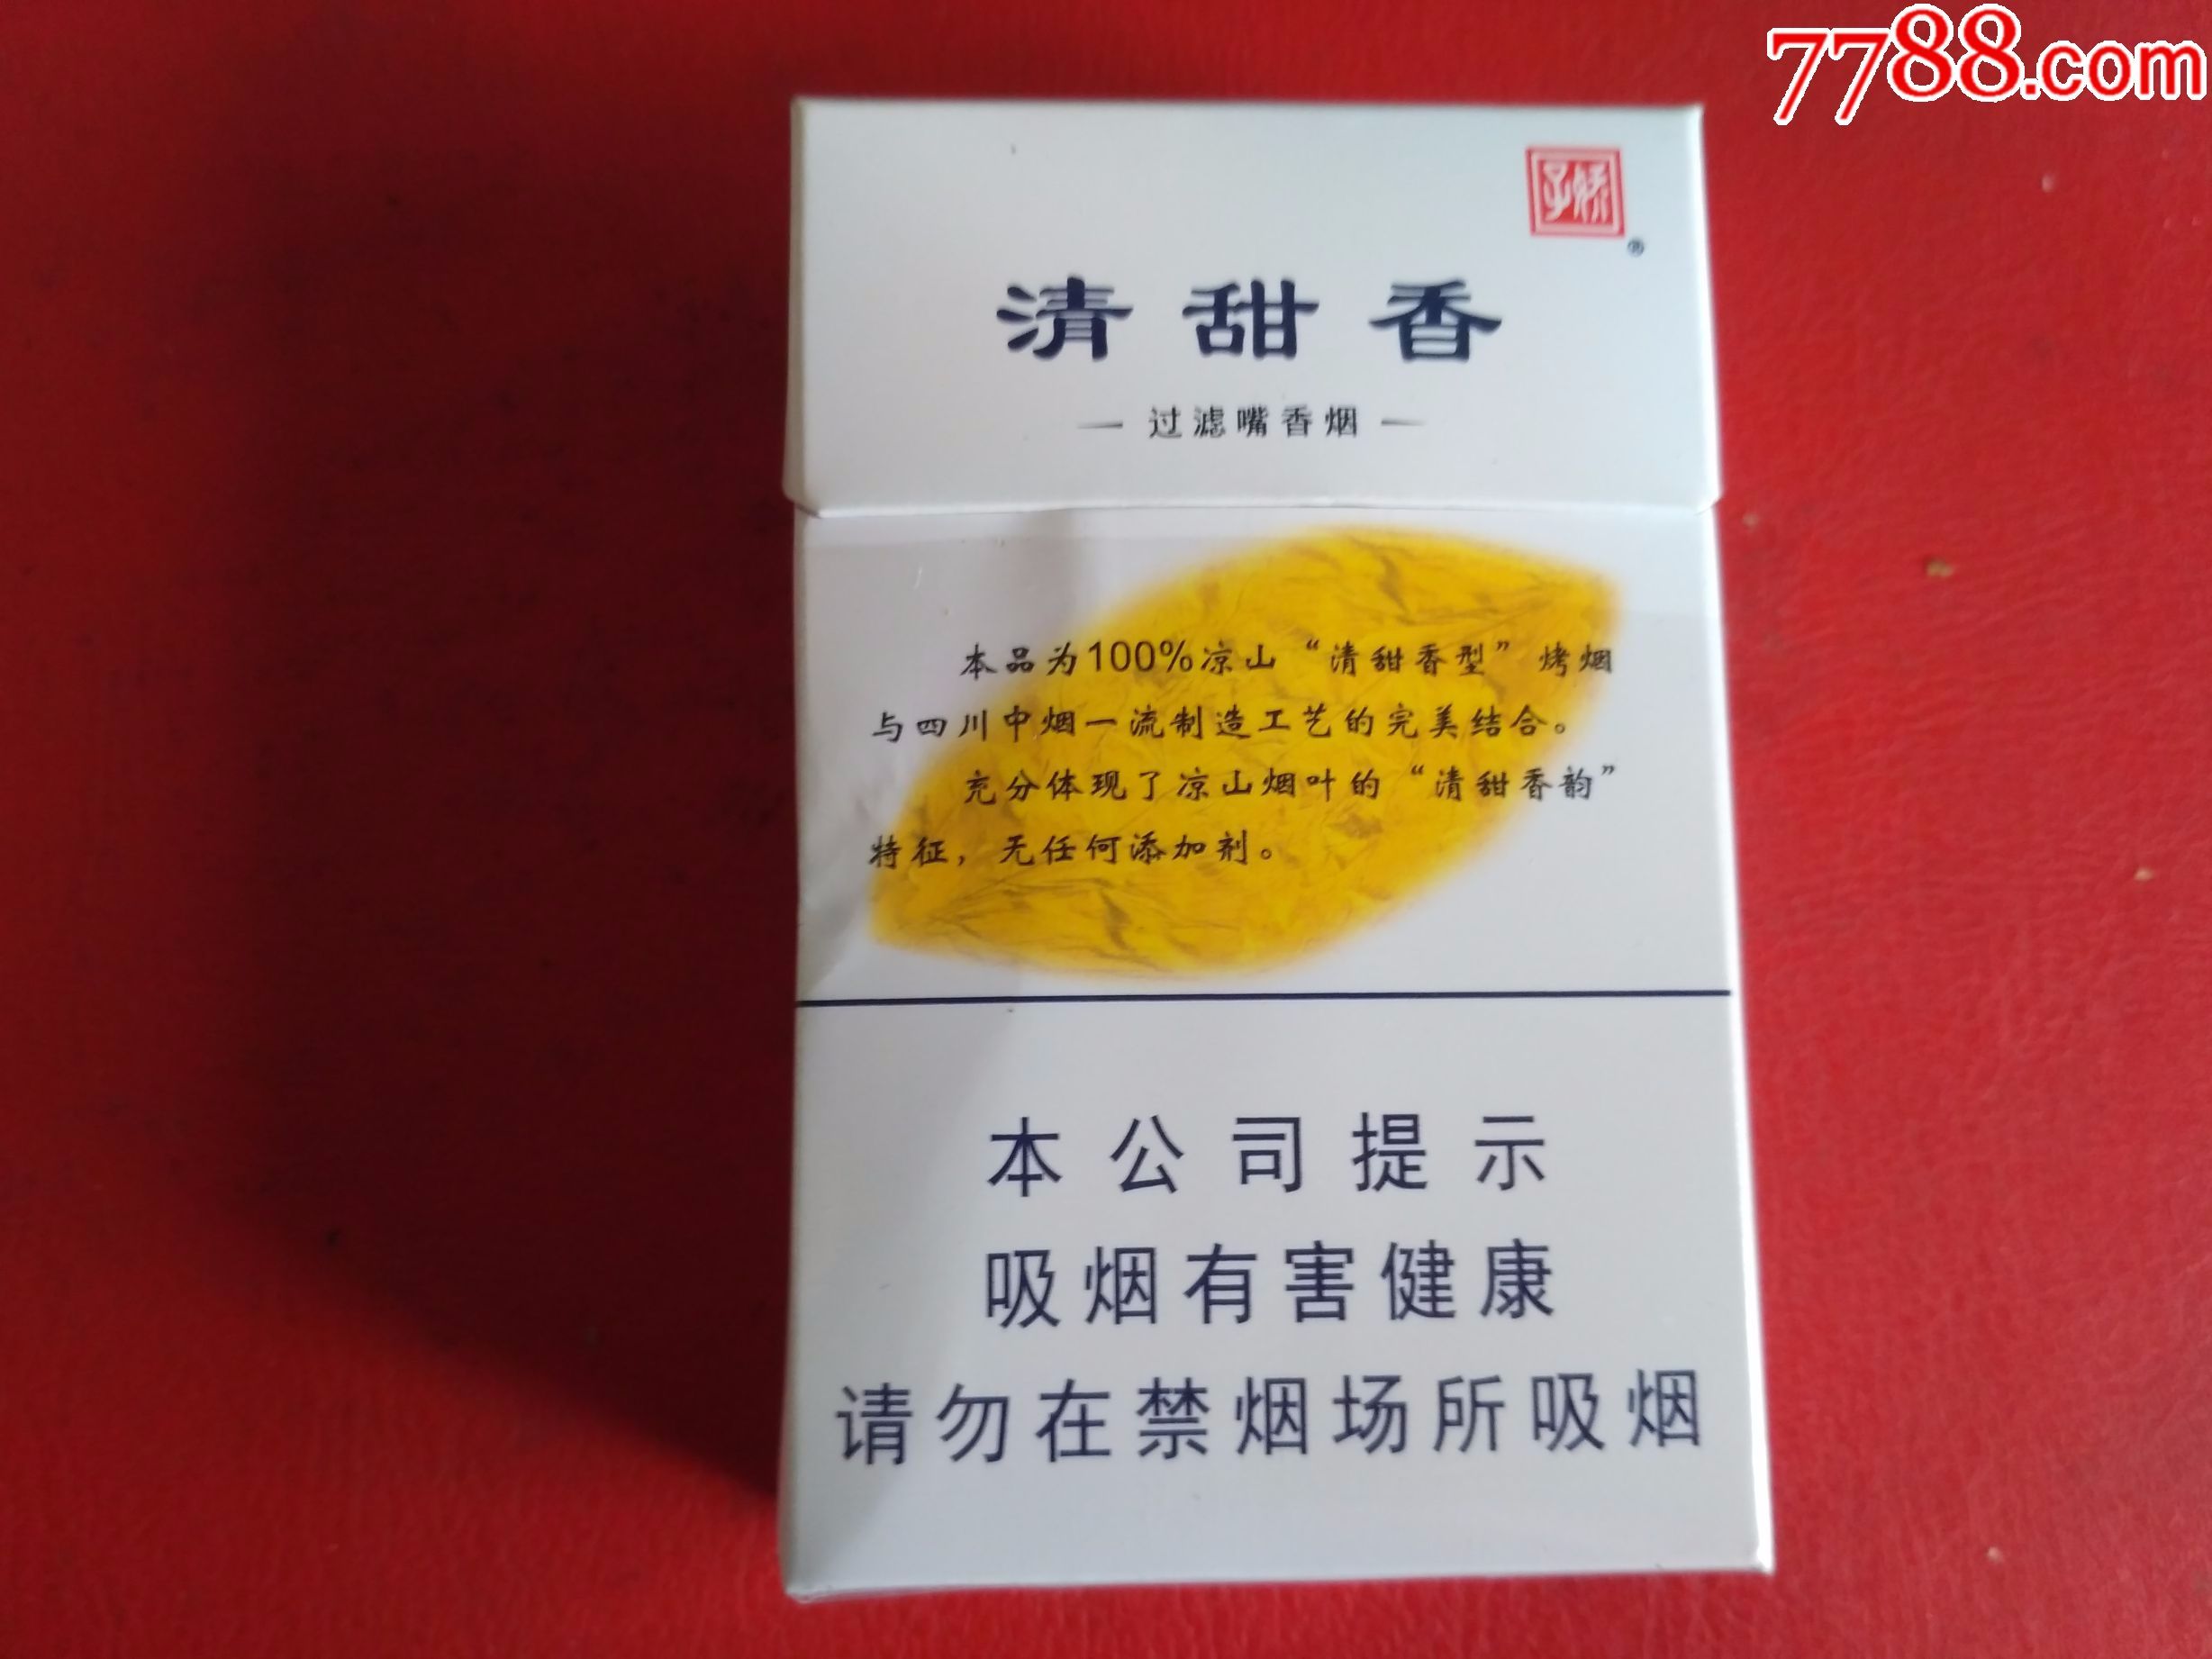 7788.com
娇子
®
清甜香
— 过滤嘴香烟 —
本品为100%凉山“清甜香型”烤烟
与四川中烟一流制造工艺的完美结合。
充分体现了凉山烟叶的“清甜香韵”
特征，无任何添加剂。
本公司提示
吸烟有害健康
请勿在禁烟场所吸烟